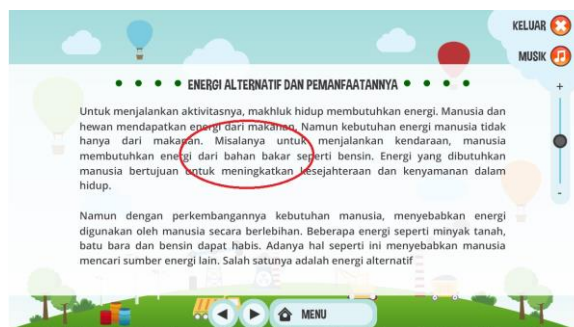 KELUAR
MUSIK
ENERGI ALTERNATIF DAN PEMANFAATANNYA
Untuk menjalankan aktivitasnya, makhluk hidup membutuhkan energi. Manusia dan
hewan mendapatkan energi dari makanan. Namun kebutuhan energi manusia tidak
hanya dari makanan. Misalanya untuk menjalankan kendaraan, manusia
membutuhkan energi dari bahan bakar seperti bensin. Energi yang dibutuhkan
manusia bertujuan untuk meningkatkan kesejahteraan dan kenyamanan dalam
hidup.
Namun dengan perkembangannya kebutuhan manusia, menyebabkan energi
digunakan oleh manusia secara berlebihan. Beberapa energi seperti minyak tanah,
batu bara dan bensin dapat habis. Adanya hal seperti ini menyebabkan manusia
mencari sumber energi lain. Salah satunya adalah energi alternatif
MENU